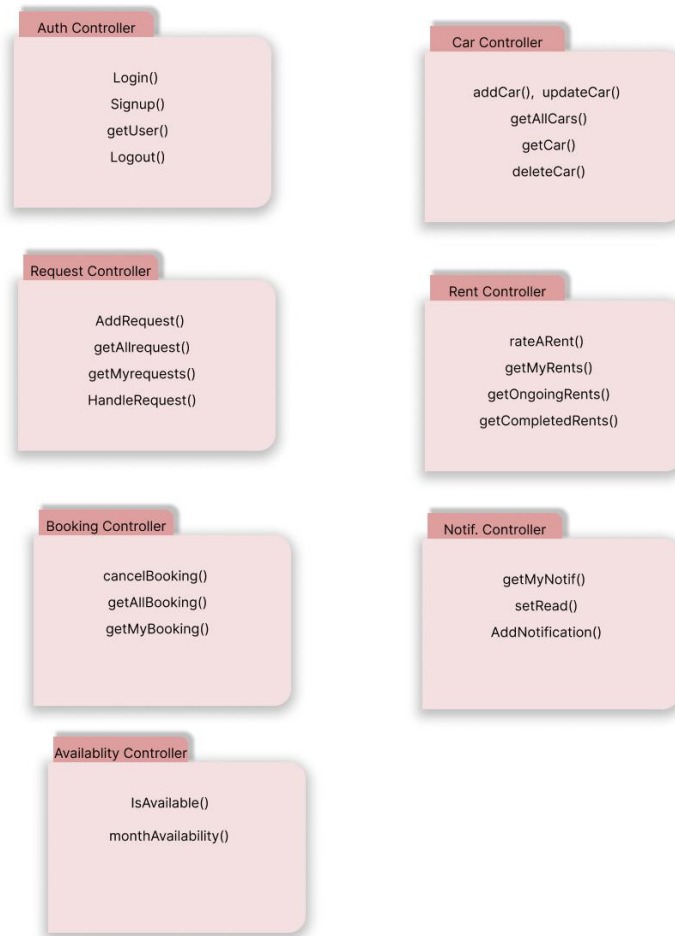 Auth Controller
Login()
Signup()
getUser()
Logout()
Car Controller
addCar(), updateCar()
getAllCars()
getCar()
deleteCar()
Request Controller
AddRequest()
getAllrequest()
getMyrequests()
HandleRequest()
Rent Controller
rateARent()
getMyRents()
getOngoingRents()
getCompletedRents()
Booking Controller
cancelBooking()
getAllBooking()
getMyBooking()
Notif. Controller
getMyNotif()
setRead()
AddNotification()
Availablity Controller
IsAvailable()
monthAvailability()